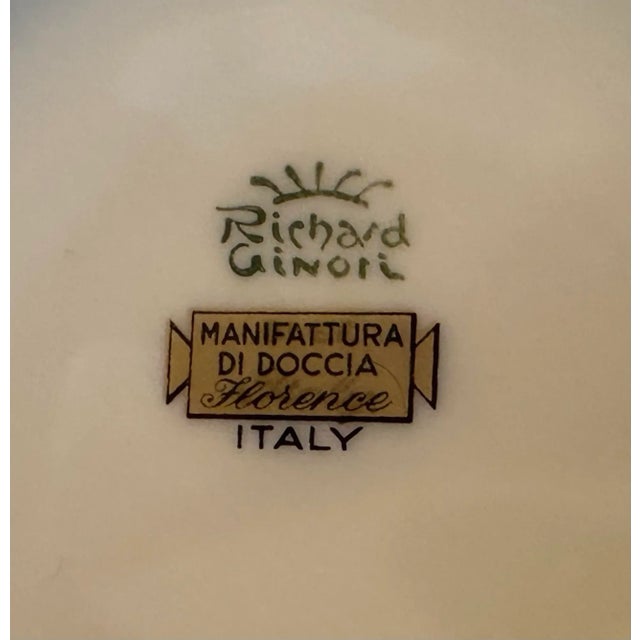 Richard
Ginori
MANIFATTURA
DI DOCCIA
Florence
ITALY